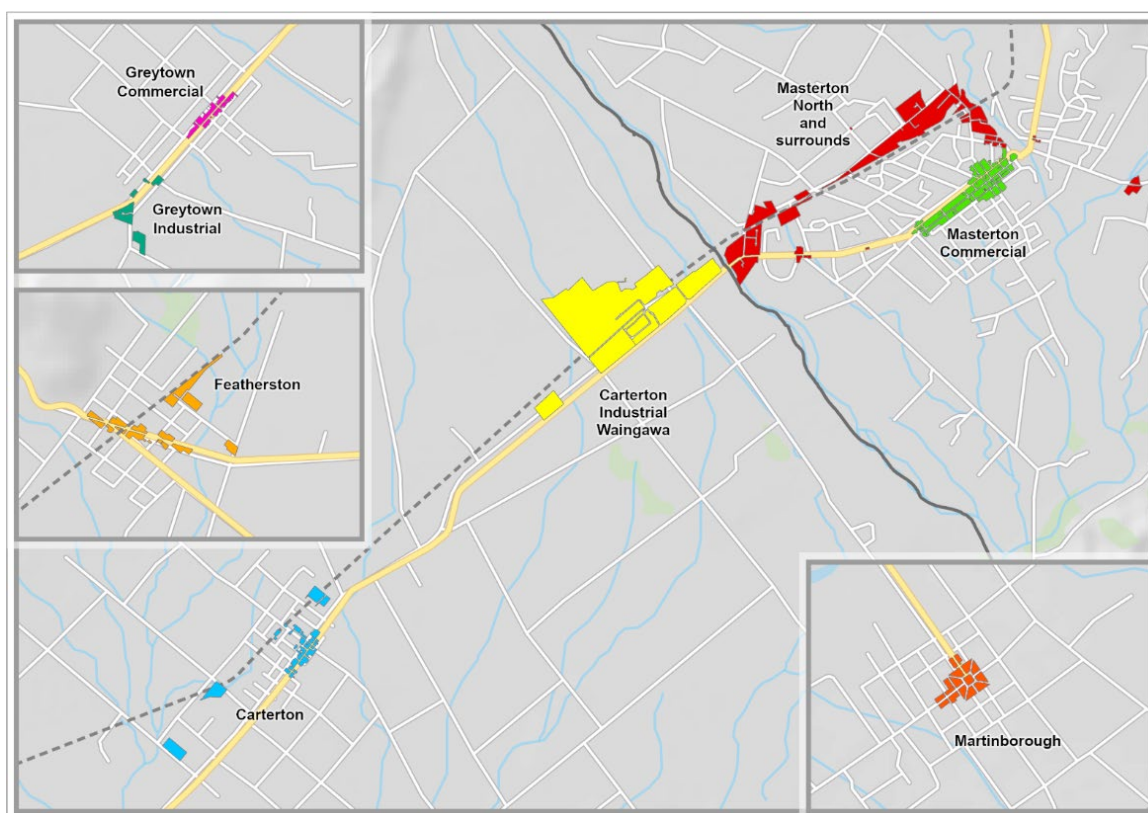 Greytown
Commercial
Greytown
Industrial
Masterton
North
and
surrounds
Masterton
Commercial
Featherston
Carterton
Industrial
Waingawa
Carterton
Martinborough